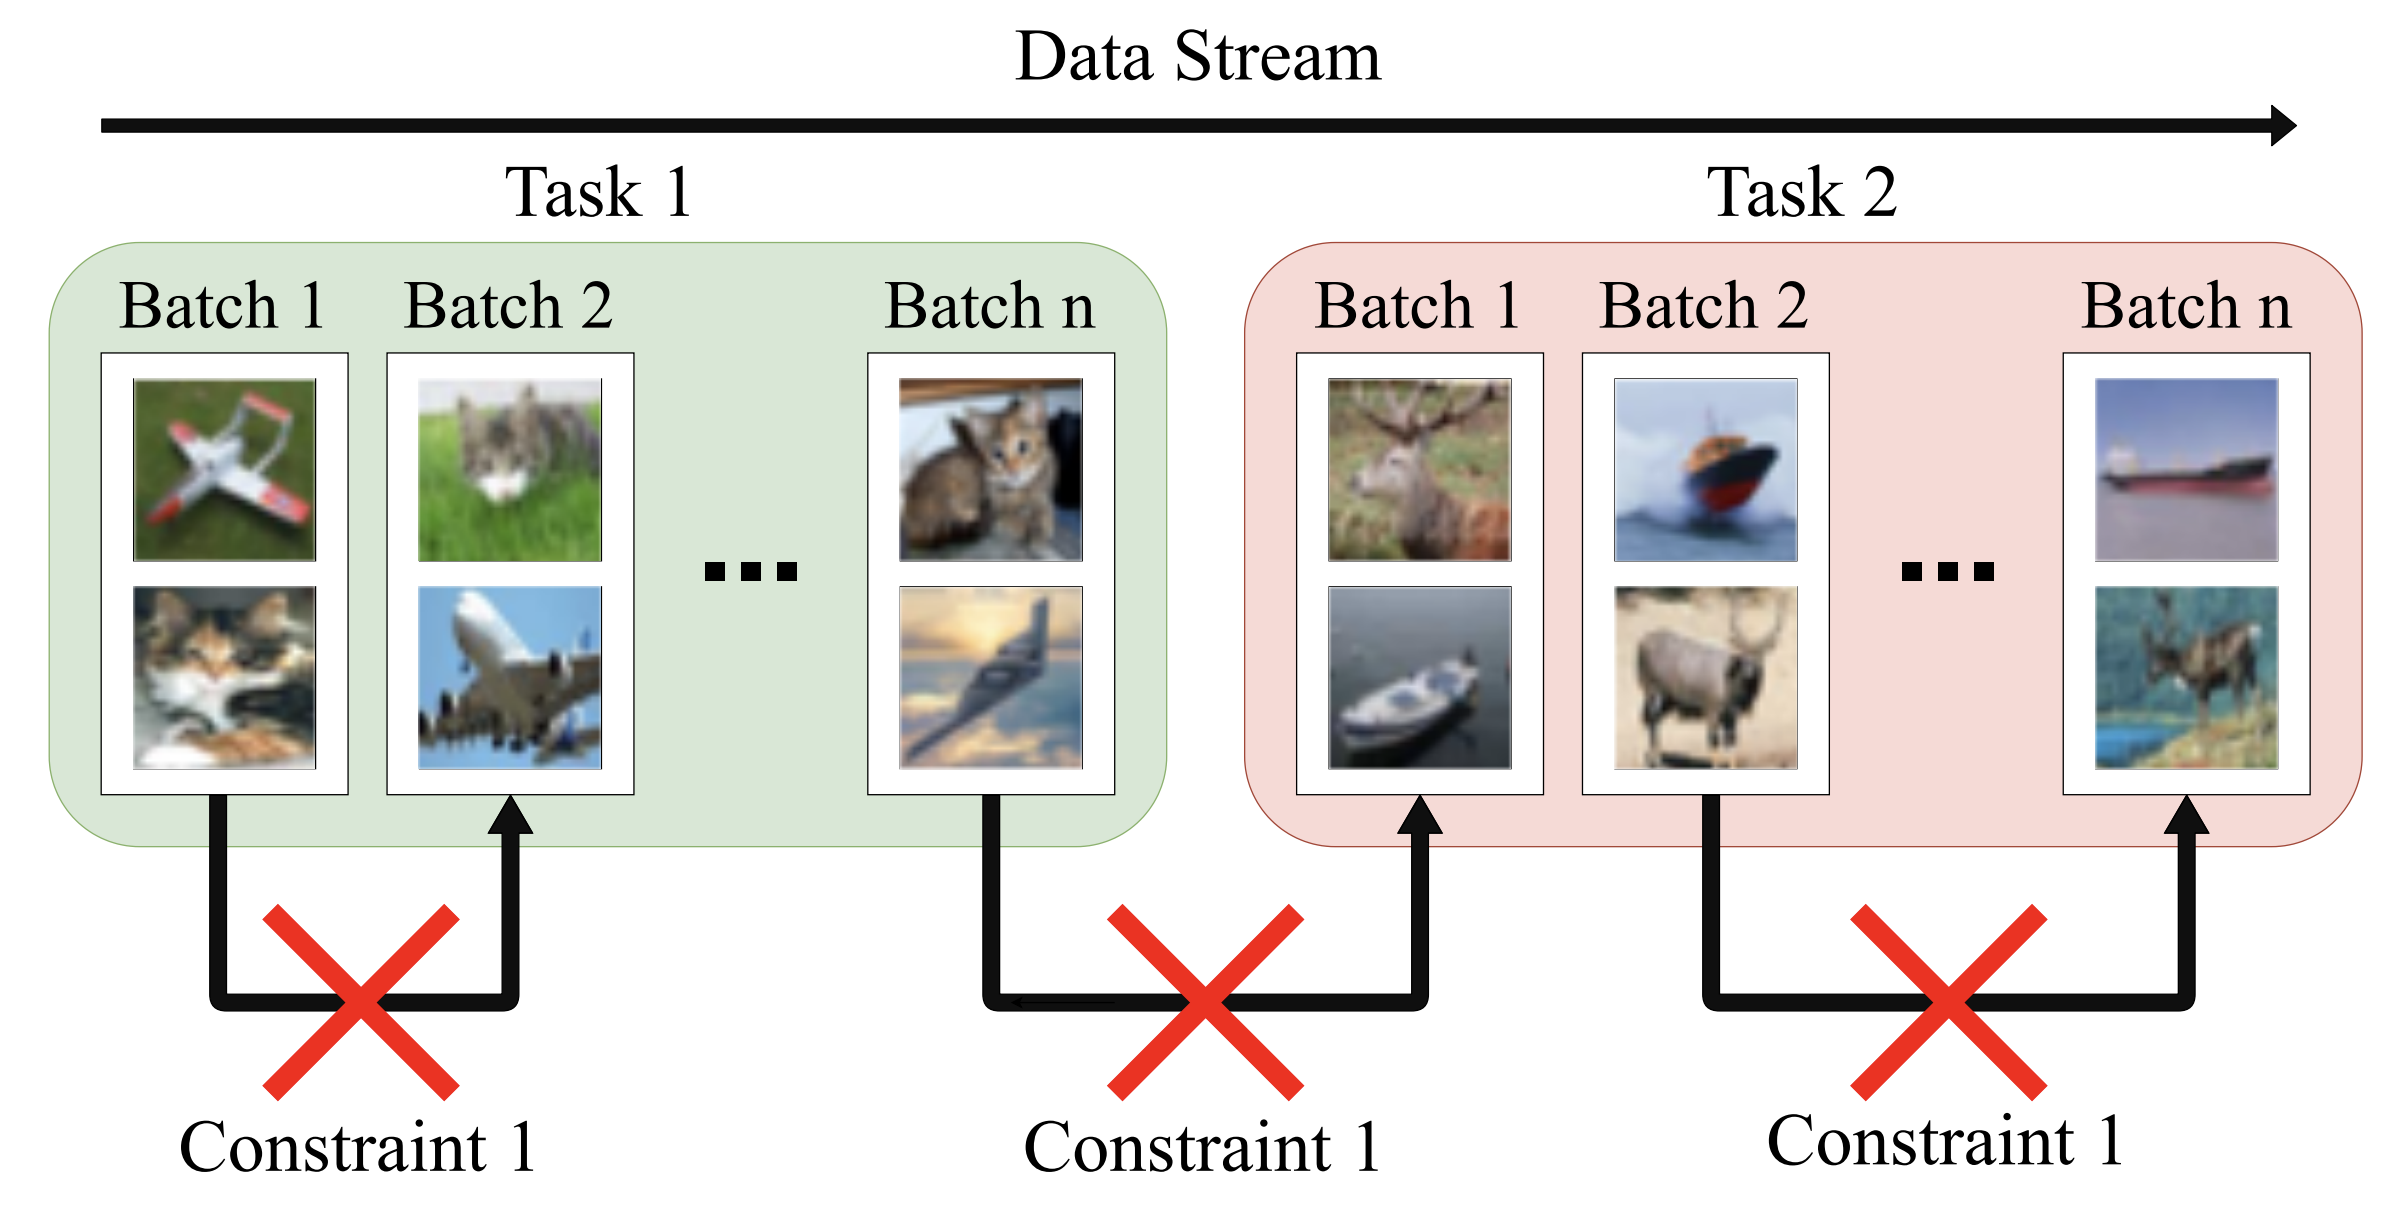 Data Stream
Task 1
Task 2
Batch 1
Batch 2
Batch n
Batch 1
Batch 2
Batch n
Constraint 1
Constraint 1
Constraint 1